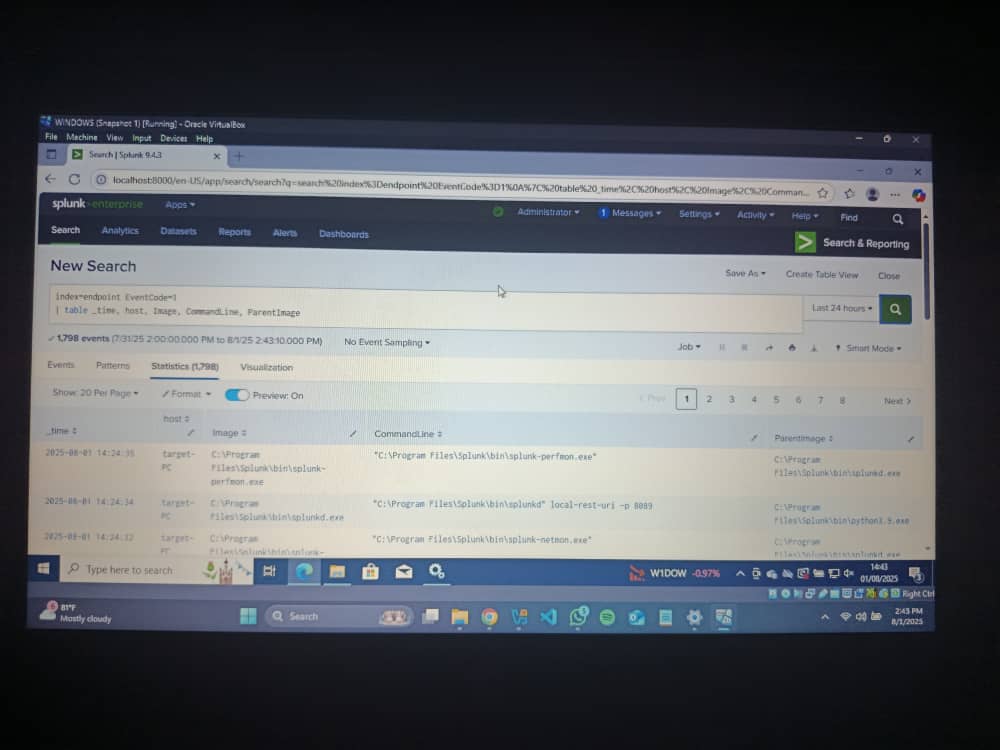 WINDOWS (Snapshot 1) [Running] - Oracle VirtualBox
File Machine View Input Devices Help
Search | Splunk 9.4.3
localhost:8000/en-US/app/search/search?q=search%20index%3Dendpoint%20EventCode%3D1%0A%7C%20table%20_time%2C%20host%2C%20Image%2C%20Comman...
splunk>enterprise Apps
Administrator 1 Messages Settings Activity Help Find
Search Analytics Datasets Reports Alerts Dashboards
> Search & Reporting
New Search
Save As Create Table View Close
index=endpoint EventCode=1
| table _time, host, Image, CommandLine, ParentImage
Last 24 hours
✓ 1,798 events (7/31/25 2:00:00.000 PM to 8/1/25 2:43:10.000 PM) No Event Sampling
Job Smart Mode
Events Patterns Statistics (1,798) Visualization
Show: 20 Per Page Format Preview: On
< Prev 1 2 3 4 5 6 7 8 Next >
_time host Image CommandLine ParentImage
2025-08-01 14:24:35 target-PC C:\Program Files\Splunk\bin\splunk-perfmon.exe "C:\Program Files\Splunk\bin\splunk-perfmon.exe" C:\Program Files\Splunk\bin\splunkd.exe
2025-08-01 14:24:34 target-PC C:\Program Files\Splunk\bin\splunkd.exe "C:\Program Files\Splunk\bin\splunkd" local-rest-uri -p 8089 C:\Program Files\Splunk\bin\python3.9.exe
2025-08-01 14:24:32 target-PC C:\Program Files\Splunk\bin\splunk- "C:\Program Files\Splunk\bin\splunk-netmon.exe" C:\Program Files\Splunk\bin\splunkd.exe
Type here to search
W1DOW -0.97%
14:43
01/08/2025
3
Right Ctrl
6
81°F
Mostly cloudy
Search
1
2:43 PM
8/1/2025